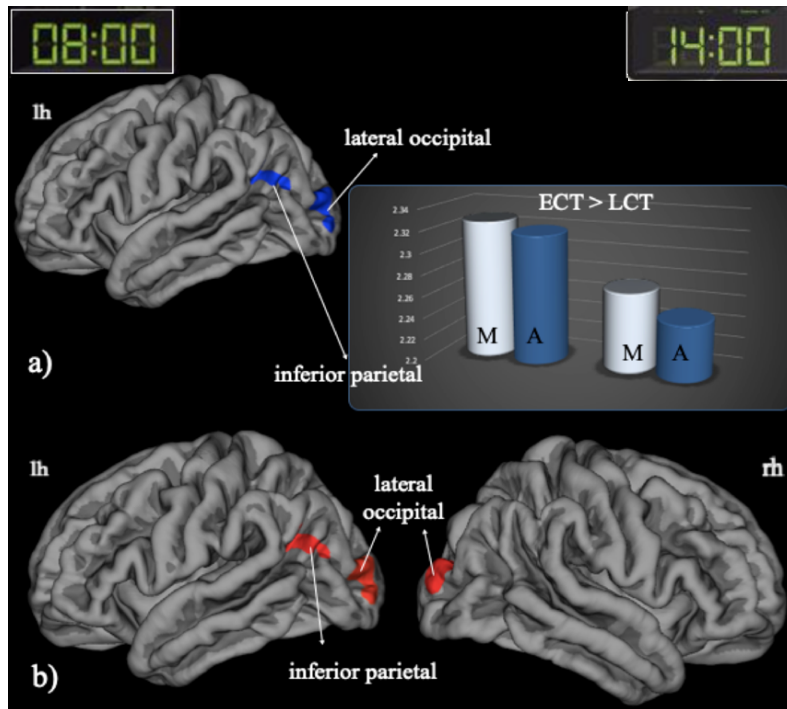 08:00
14:00
lh
lateral occipital
ECT > LCT
2.34
2.32
2.3
2.28
2.26
2.24
2.22
2.2
M
A
M
A
a)
inferior parietal
lh
rh
lateral
occipital
inferior parietal
b)